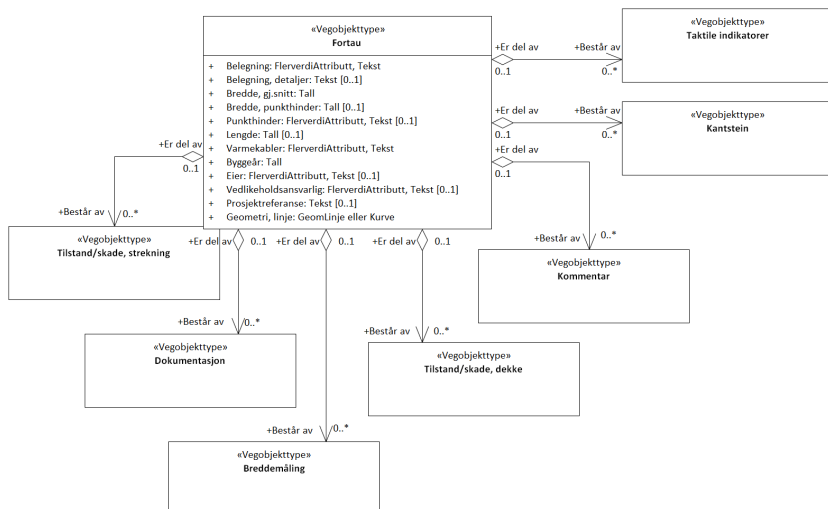 «Vegobjekttype»
Fortau
+ Belegning: FlerverdiAttributt, Tekst
+ Belegning, detaljer: Tekst [0..1]
+ Bredde, gj.snitt: Tall
+ Bredde, punkthinder: Tall [0..1]
+ Punkthinder: FlerverdiAttributt, Tekst [0..1]
+ Lengde: Tall [0..1]
+ Varmekabler: FlerverdiAttributt, Tekst
+ Byggeår: Tall
+ Eier: FlerverdiAttributt, Tekst [0..1]
+ Vedlikeholdsansvarlig: FlerverdiAttributt, Tekst [0..1]
+ Prosjektreferanse: Tekst [0..1]
+ Geometri, linje: GeomLinje eller Kurve
+Er del av
0..1
+Består av
0..*
«Vegobjekttype»
Taktile indikatorer
+Er del av
0..1
+Består av
0..*
«Vegobjekttype»
Kantstein
+Er del av
0..1
+Består av
0..*
«Vegobjekttype»
Kommentar
+Er del av
0..1
+Består av
0..*
«Vegobjekttype»
Tilstand/skade, strekning
+Er del av
0..1
+Består av
0..*
«Vegobjekttype»
Dokumentasjon
+Er del av
0..1
+Består av
0..*
«Vegobjekttype»
Breddemåling
+Er del av
0..1
+Består av
0..*
«Vegobjekttype»
Tilstand/skade, dekke